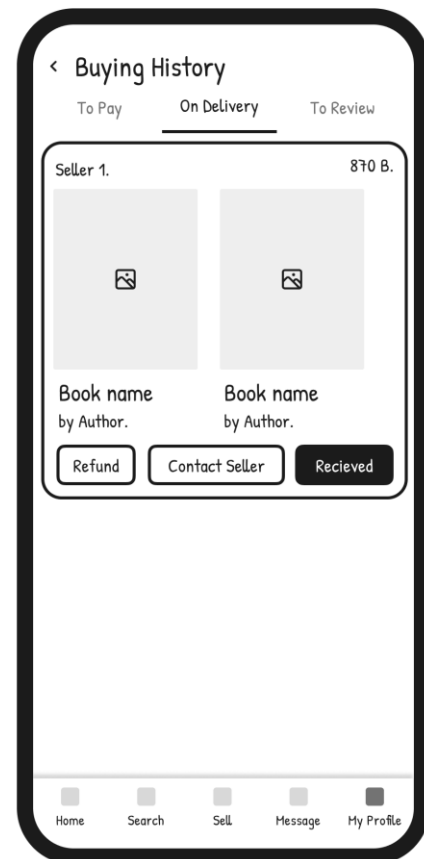 < Buying History
To Pay On Delivery To Review
Seller 1. 870 B.
Book name Book name
by Author. by Author.
Refund Contact Seller Recieved
Home Search Sell Message My Profile